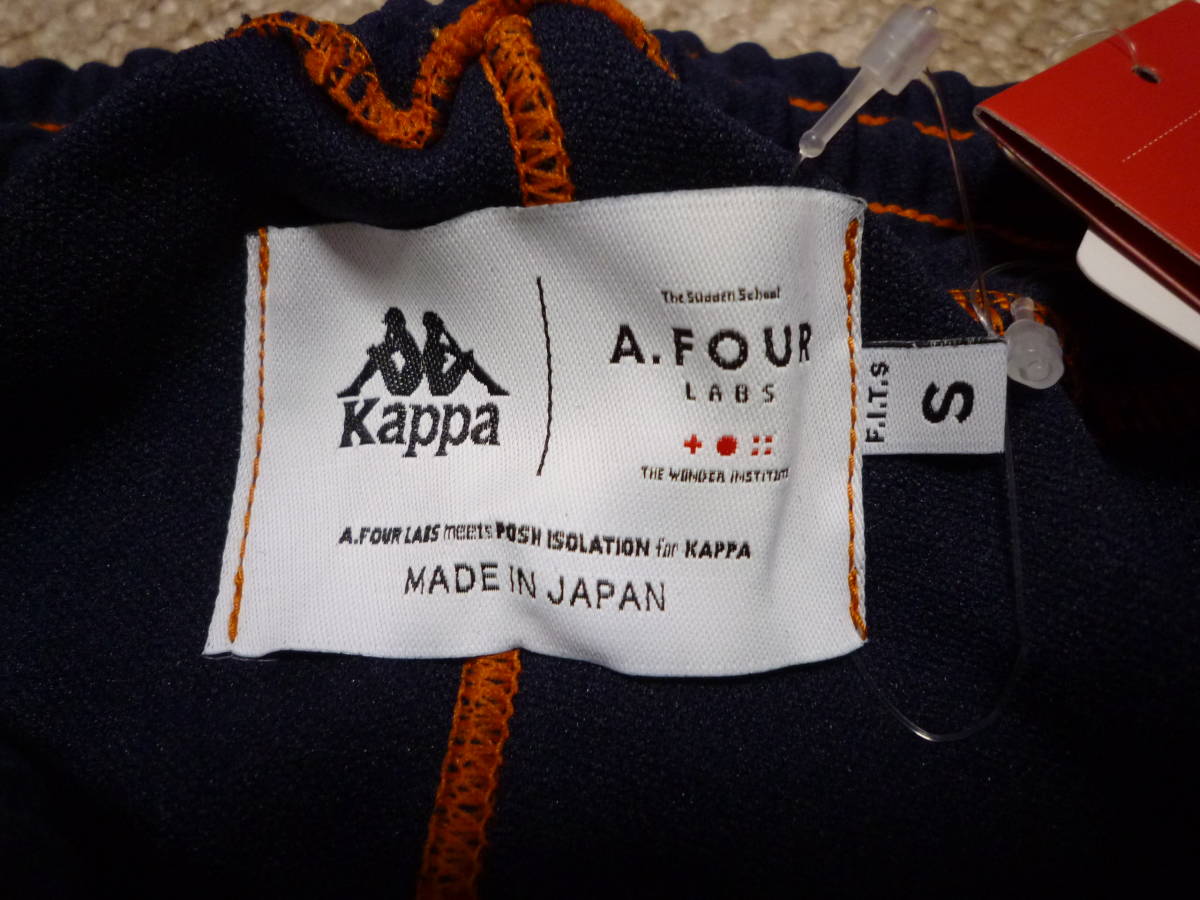 Kappa
The Sudden School
A.FOUR
LABS
THE WONDER INSTITUTE
A.FOUR LABS meets POSH ISOLATION for KAPPA
MADE IN JAPAN
F.I.T.S
S